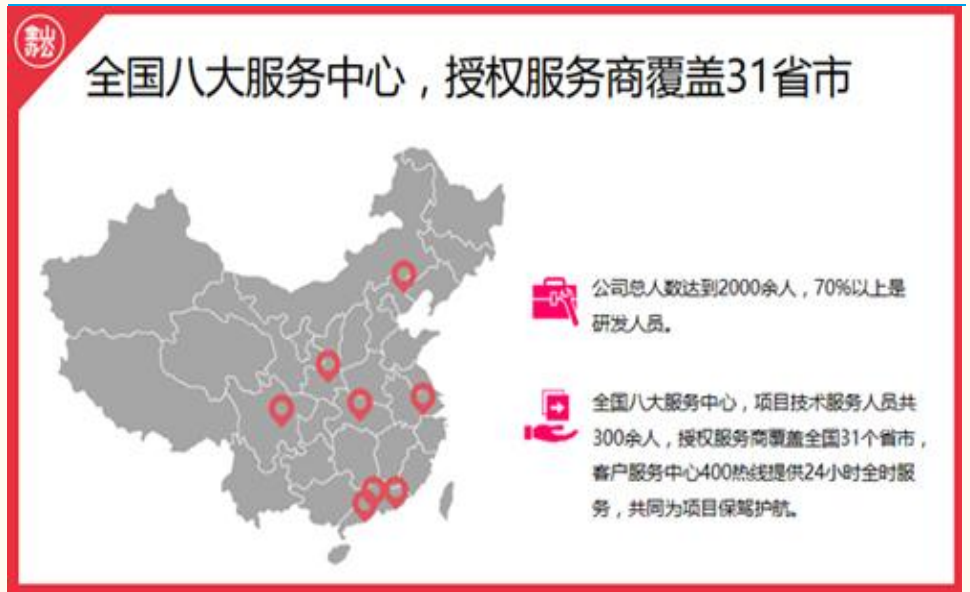 金山
办公
全国八大服务中心，授权服务商覆盖31省市
公司总人数达到2000余人，70%以上是
研发人员。
全国八大服务中心，项目技术服务人员共
300余人，授权服务商覆盖全国31个省市，
客户服务中心400热线提供24小时全时服
务，共同为项目保驾护航。